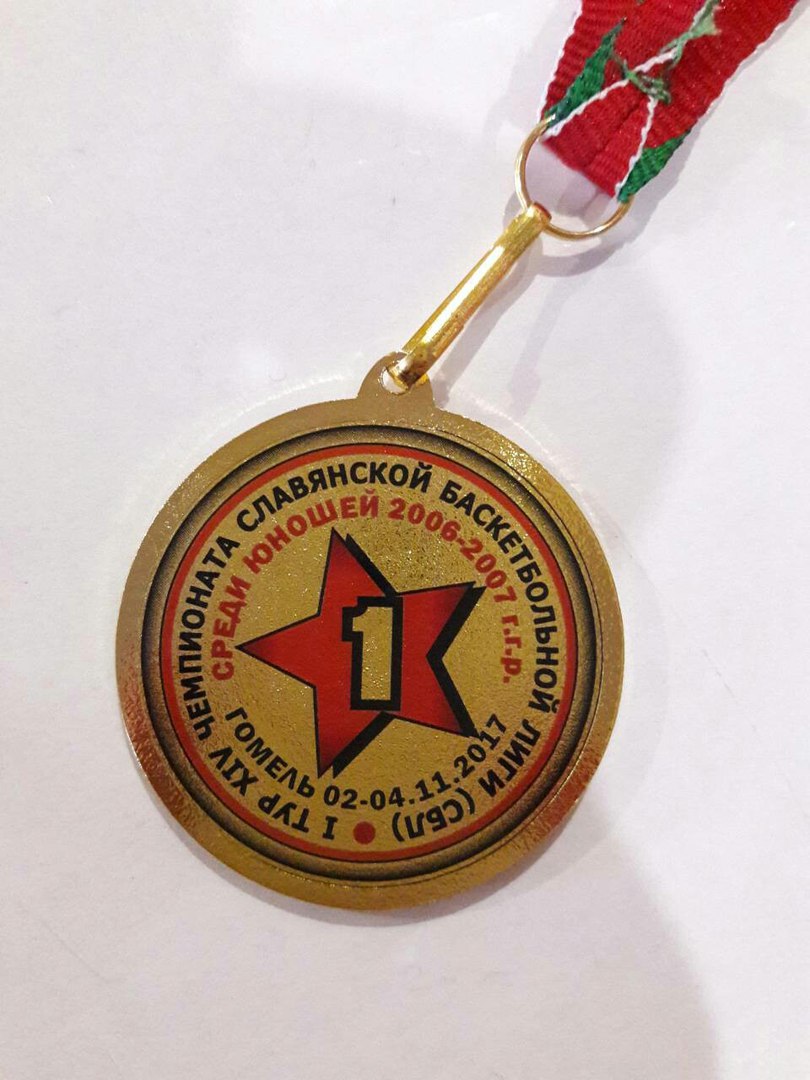 I ТУР XIV ЧЕМПИОНАТА СЛАВЯНСКОЙ БАСКЕТБОЛЬНОЙ ЛИГИ (СБЛ)
СРЕДИ ЮНОШЕЙ 2006-2007 г.г.р.
1
ГОМЕЛЬ 02-04.11.2017